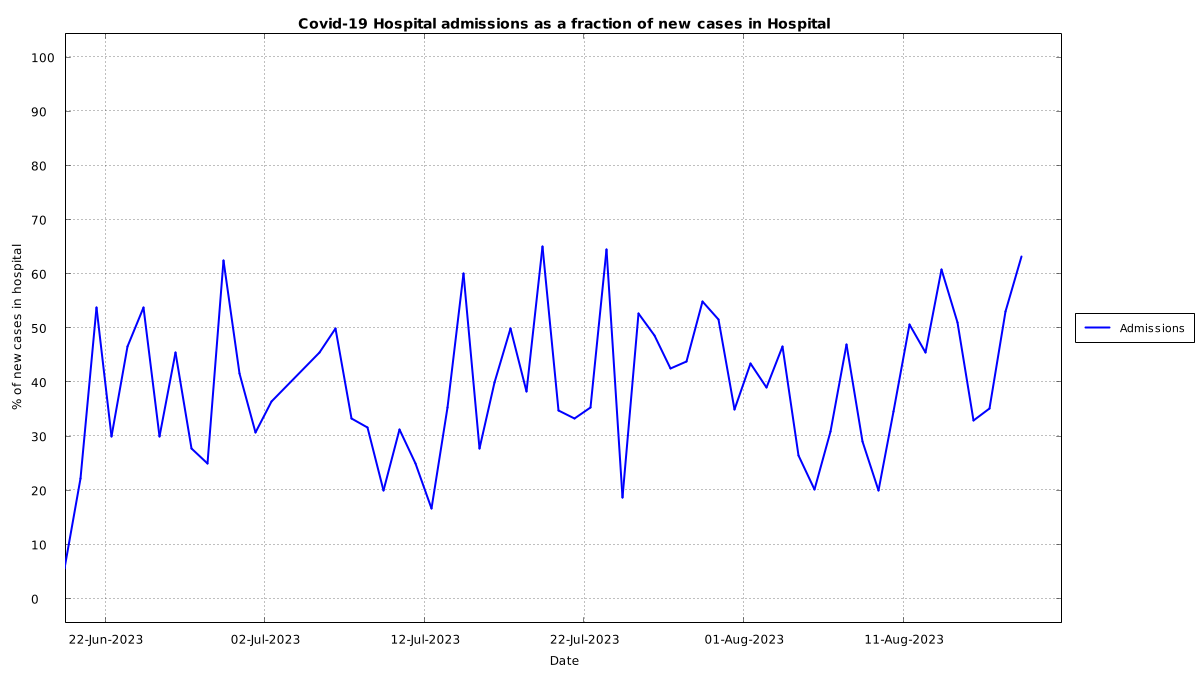 Covid-19 Hospital admissions as a fraction of new cases in Hospital
% of new cases in hospital
100
90
80
70
60
50
40
30
20
10
0
22-Jun-2023
02-Jul-2023
12-Jul-2023
22-Jul-2023
01-Aug-2023
11-Aug-2023
Date
Admissions